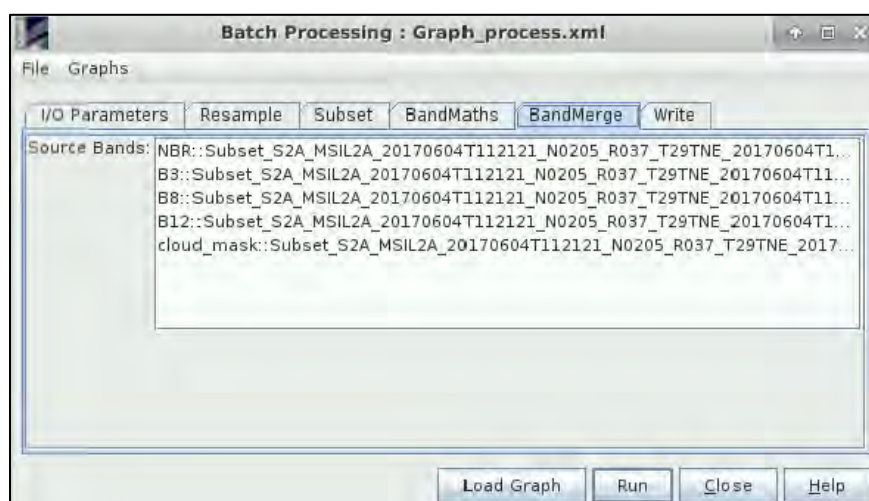 Batch Processing : Graph_process.xml
File Graphs
I/O Parameters Resample Subset BandMaths BandMerge Write
Source Bands: NBR::Subset_S2A_MSIL2A_20170604T112121_N0205_R037_T29TNE_20170604T1...
B3::Subset_S2A_MSIL2A_20170604T112121_N0205_R037_T29TNE_20170604T11...
B8::Subset_S2A_MSIL2A_20170604T112121_N0205_R037_T29TNE_20170604T11...
B12::Subset_S2A_MSIL2A_20170604T112121_N0205_R037_T29TNE_20170604T1...
cloud_mask::Subset_S2A_MSIL2A_20170604T112121_N0205_R037_T29TNE_2017...
Load Graph Run Close Help